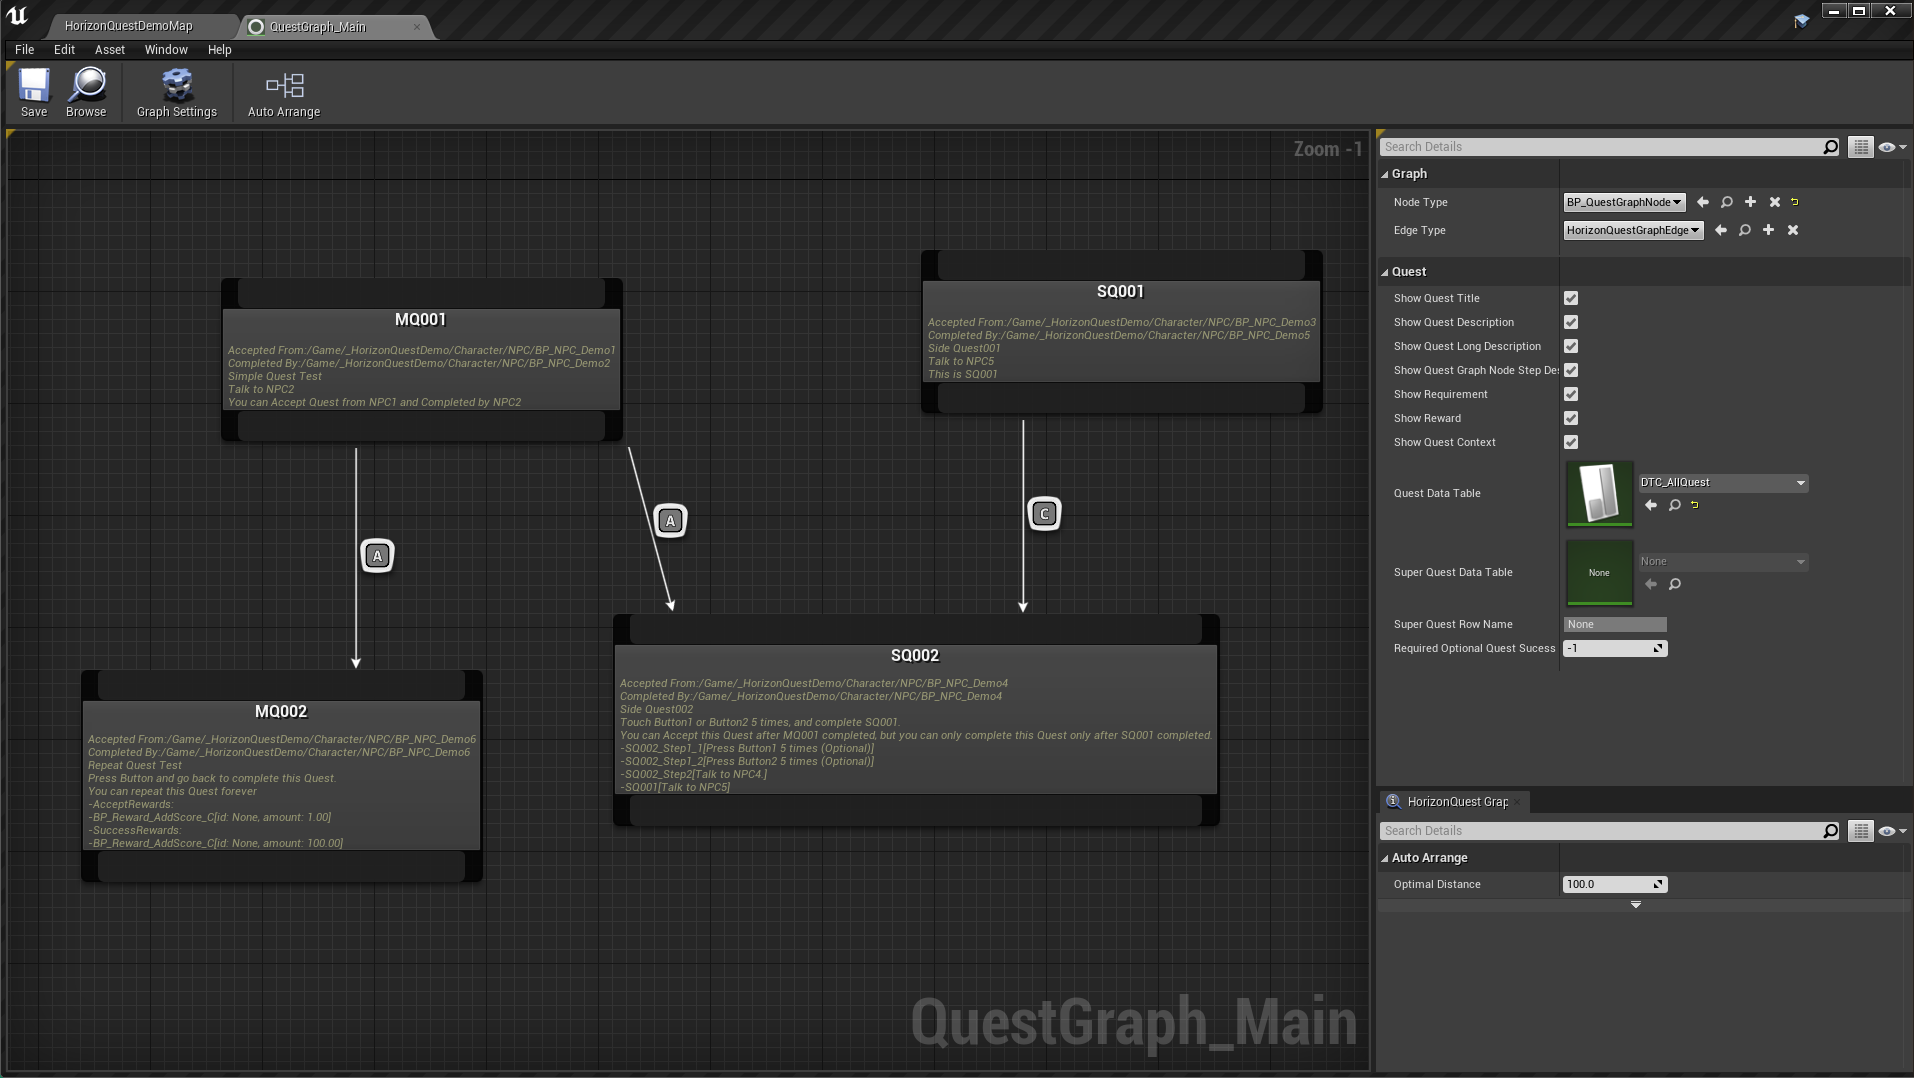 HorizonQuestDemoMap
QuestGraph_Main
File Edit Asset Window Help
Save
Browse
Graph Settings
Auto Arrange
Zoom -1
MQ001
Accepted From:/Game/_HorizonQuestDemo/Character/NPC/BP_NPC_Demo1
Completed By:/Game/_HorizonQuestDemo/Character/NPC/BP_NPC_Demo2
Simple Quest Test
Talk to NPC2
You can Accept Quest from NPC1 and Completed by NPC2
SQ001
Accepted From:/Game/_HorizonQuestDemo/Character/NPC/BP_NPC_Demo3
Completed By:/Game/_HorizonQuestDemo/Character/NPC/BP_NPC_Demo5
Side Quest001
Talk to NPC5
This is SQ001
A
A
C
MQ002
Accepted From:/Game/_HorizonQuestDemo/Character/NPC/BP_NPC_Demo6
Completed By:/Game/_HorizonQuestDemo/Character/NPC/BP_NPC_Demo6
Repeat Quest Test
Press Button and go back to complete this Quest.
You can repeat this Quest forever
-AcceptRewards:
-BP_Reward_AddScore_C[id: None, amount: 1.00]
-SuccessRewards:
-BP_Reward_AddScore_C[id: None, amount: 100.00]
SQ002
Accepted From:/Game/_HorizonQuestDemo/Character/NPC/BP_NPC_Demo4
Completed By:/Game/_HorizonQuestDemo/Character/NPC/BP_NPC_Demo4
Side Quest002
Touch Button1 or Button2 5 times, and complete SQ001.
You can Accept this Quest after MQ001 completed, but you can only complete this Quest only after SQ001 completed.
-SQ002_Step1_1[Press Button1 5 times (Optional)]
-SQ002_Step1_2[Press Button2 5 times (Optional)]
-SQ002_Step2[Talk to NPC4.]
-SQ001[Talk to NPC5]
QuestGraph_Main
Search Details
Graph
Node Type BP_QuestGraphNode
Edge Type HorizonQuestGraphEdge
Quest
Show Quest Title
Show Quest Description
Show Quest Long Description
Show Quest Graph Node Step Des
Show Requirement
Show Reward
Show Quest Context
Quest Data Table DTC_AllQuest
Super Quest Data Table None None
Super Quest Row Name None
Required Optional Quest Sucess -1
HorizonQuest Grap
Search Details
Auto Arrange
Optimal Distance 100.0